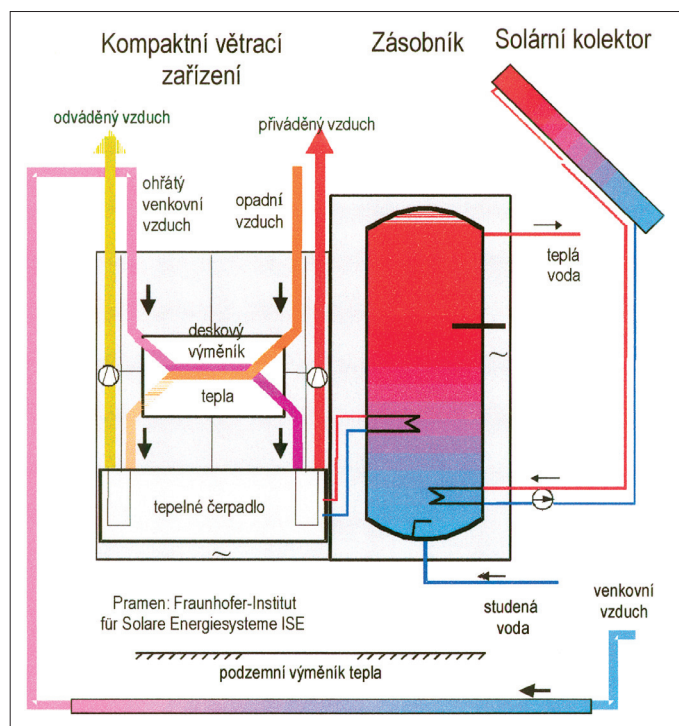 Kompaktní větrací
zařízení
Zásobník
Solární kolektor
odváděný vzduch
přiváděný vzduch
ohřátý
venkovní
vzduch
opadní
vzduch
teplá
voda
deskový
výměník
tepla
tepelné čerpadlo
Pramen: Fraunhofer-Institut
für Solare Energiesysteme ISE
studená
voda
venkovní
vzduch
podzemní výměník tepla